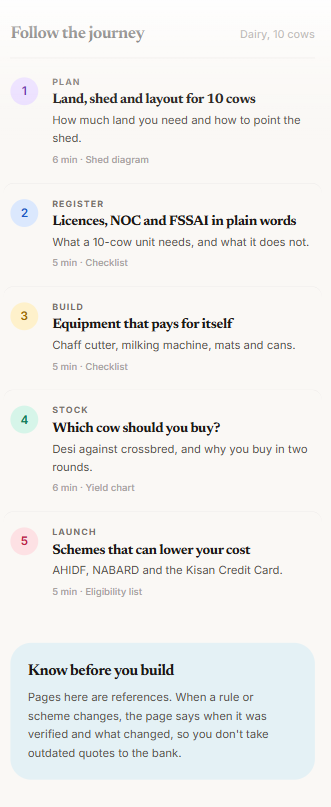 Follow the journey
Dairy, 10 cows
1
PLAN
Land, shed and layout for 10 cows
How much land you need and how to point the
shed.
6 min · Shed diagram
2
REGISTER
Licences, NOC and FSSAI in plain words
What a 10-cow unit needs, and what it does not.
5 min · Checklist
3
BUILD
Equipment that pays for itself
Chaff cutter, milking machine, mats and cans.
5 min · Checklist
4
STOCK
Which cow should you buy?
Desi against crossbred, and why you buy in two
rounds.
6 min · Yield chart
5
LAUNCH
Schemes that can lower your cost
AHIDF, NABARD and the Kisan Credit Card.
5 min · Eligibility list
Know before you build
Pages here are references. When a rule or
scheme changes, the page says when it was
verified and what changed, so you don't take
outdated quotes to the bank.